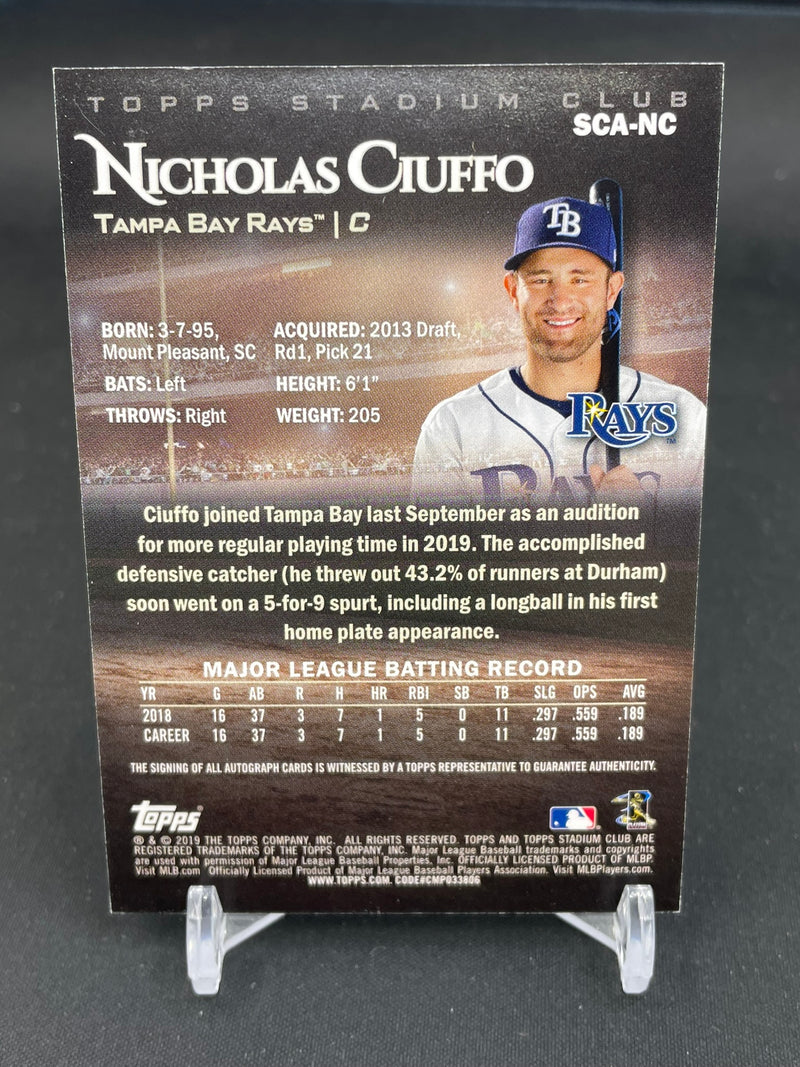 TOPPS STADIUM CLUB
SCA-NC
NICHOLAS CIUFFO
TAMPA BAY RAYS™ | C
TB
BORN: 3-7-95, Mount Pleasant, SC
ACQUIRED: 2013 Draft, Rd1, Pick 21
BATS: Left
HEIGHT: 6'1"
THROWS: Right
WEIGHT: 205
RAYS™
RAYS
Ciuffo joined Tampa Bay last September as an audition
for more regular playing time in 2019. The accomplished
defensive catcher (he threw out 43.2% of runners at Durham)
soon went on a 5-for-9 spurt, including a longball in his first
home plate appearance.
MAJOR LEAGUE BATTING RECORD
YR G AB R H HR RBI SB TB SLG OPS AVG
2018 16 37 3 7 1 5 0 11 .297 .559 .189
CAREER 16 37 3 7 1 5 0 11 .297 .559 .189
THE SIGNING OF ALL AUTOGRAPH CARDS IS WITNESSED BY A TOPPS REPRESENTATIVE TO GUARANTEE AUTHENTICITY.
TOPPS
® & © 2019 THE TOPPS COMPANY, INC. ALL RIGHTS RESERVED. TOPPS AND TOPPS STADIUM CLUB ARE
REGISTERED TRADEMARKS OF THE TOPPS COMPANY, INC. Major League Baseball trademarks and copyrights
are used with permission of Major League Baseball Properties, Inc. OFFICIALLY LICENSED PRODUCT OF MLBP.
Visit MLB.com Officially Licensed Product of Major League Baseball Players Association. Visit MLBPlayers.com.
WWW.TOPPS.COM. CODE#CMP033806